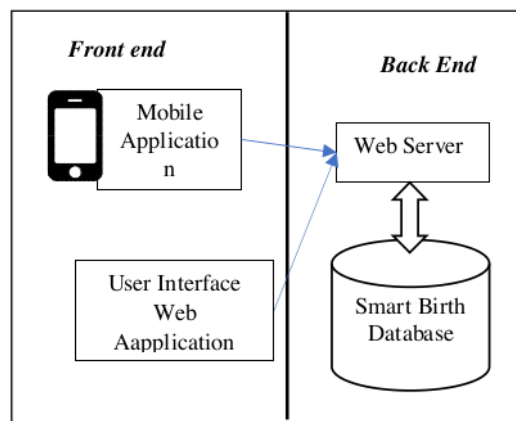 Front end
Mobile
Applicatio
n
User Interface
Web
Aapplication
Back End
Web Server
Smart Birth
Database